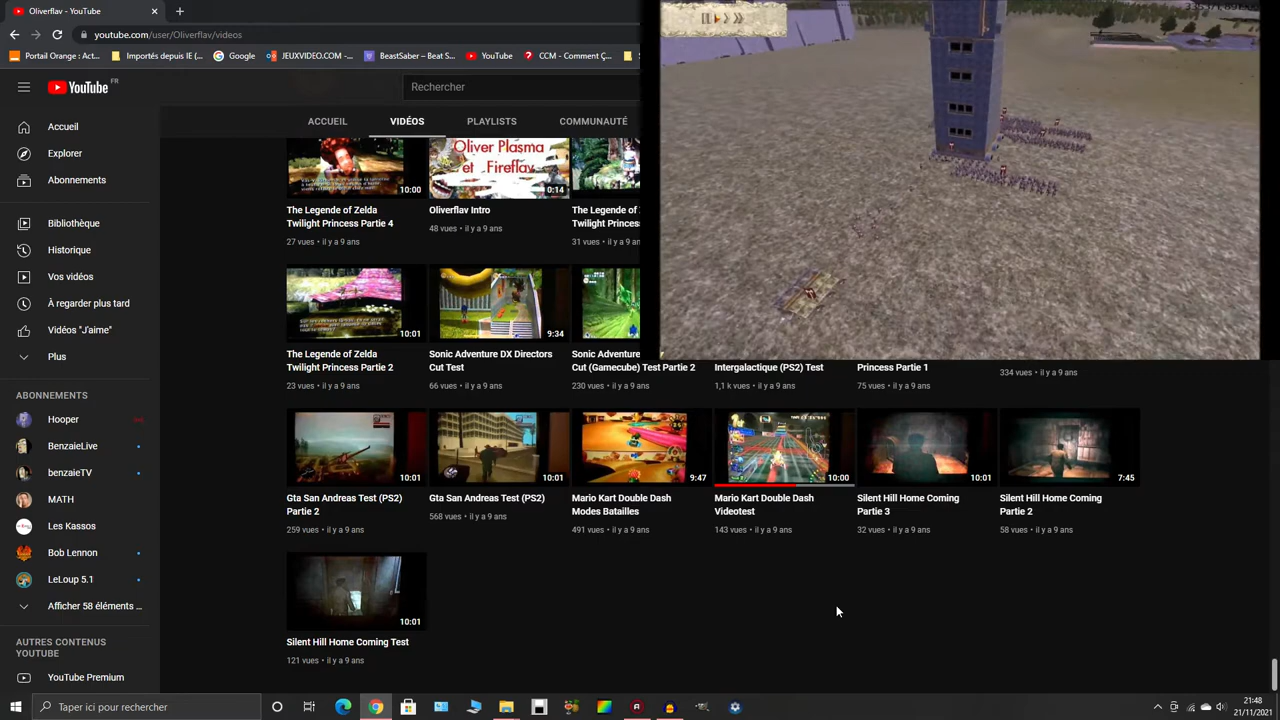 Oliverflav - YouTube
youtube.com/user/Oliverflav/videos
Portail Orange : Act...
Importés depuis IE (...
Google
JEUXVIDEO.COM -...
BeastSaber — Beat S...
YouTube
CCM - Comment Ç...
YouTube FR
Rechercher
Accueil
Explorer
Abonnements
Bibliothèque
Historique
Vos vidéos
À regarder plus tard
Vidéos "J'aime"
Plus
ABONNEMENTS
Hooper
BenzaieLive
benzaieTV
MATH
Les Kassos
Bob Lennon
LeLoup 5.1
Afficher 58 éléments ...
AUTRES CONTENUS
YOUTUBE
YouTube Premium
ACCUEIL VIDÉOS PLAYLISTS COMMUNAUTÉ
10:00
The Legende of Zelda
Twilight Princess Partie 4
27 vues • il y a 9 ans
Oliver Plasma
et Fireflav
0:14
Oliverflav Intro
48 vues • il y a 9 ans
The Legende of Z
Twilight Princess
31 vues • il y a 9 ans
10:01
The Legende of Zelda
Twilight Princess Partie 2
23 vues • il y a 9 ans
9:34
Sonic Adventure DX Directors
Cut Test
66 vues • il y a 9 ans
Sonic Adventure
Cut (Gamecube) Test Partie 2
230 vues • il y a 9 ans
Intergalactique (PS2) Test
1,1 k vues • il y a 9 ans
Princess Partie 1
75 vues • il y a 9 ans
334 vues • il y a 9 ans
10:01
Gta San Andreas Test (PS2)
Partie 2
259 vues • il y a 9 ans
10:01
Gta San Andreas Test (PS2)
568 vues • il y a 9 ans
9:47
Mario Kart Double Dash
Modes Batailles
491 vues • il y a 9 ans
10:00
Mario Kart Double Dash
Videotest
143 vues • il y a 9 ans
10:01
Silent Hill Home Coming
Partie 3
32 vues • il y a 9 ans
7:45
Silent Hill Home Coming
Partie 2
58 vues • il y a 9 ans
10:01
Silent Hill Home Coming Test
121 vues • il y a 9 ans
Taper ici pour rechercher
21:48
21/11/2021